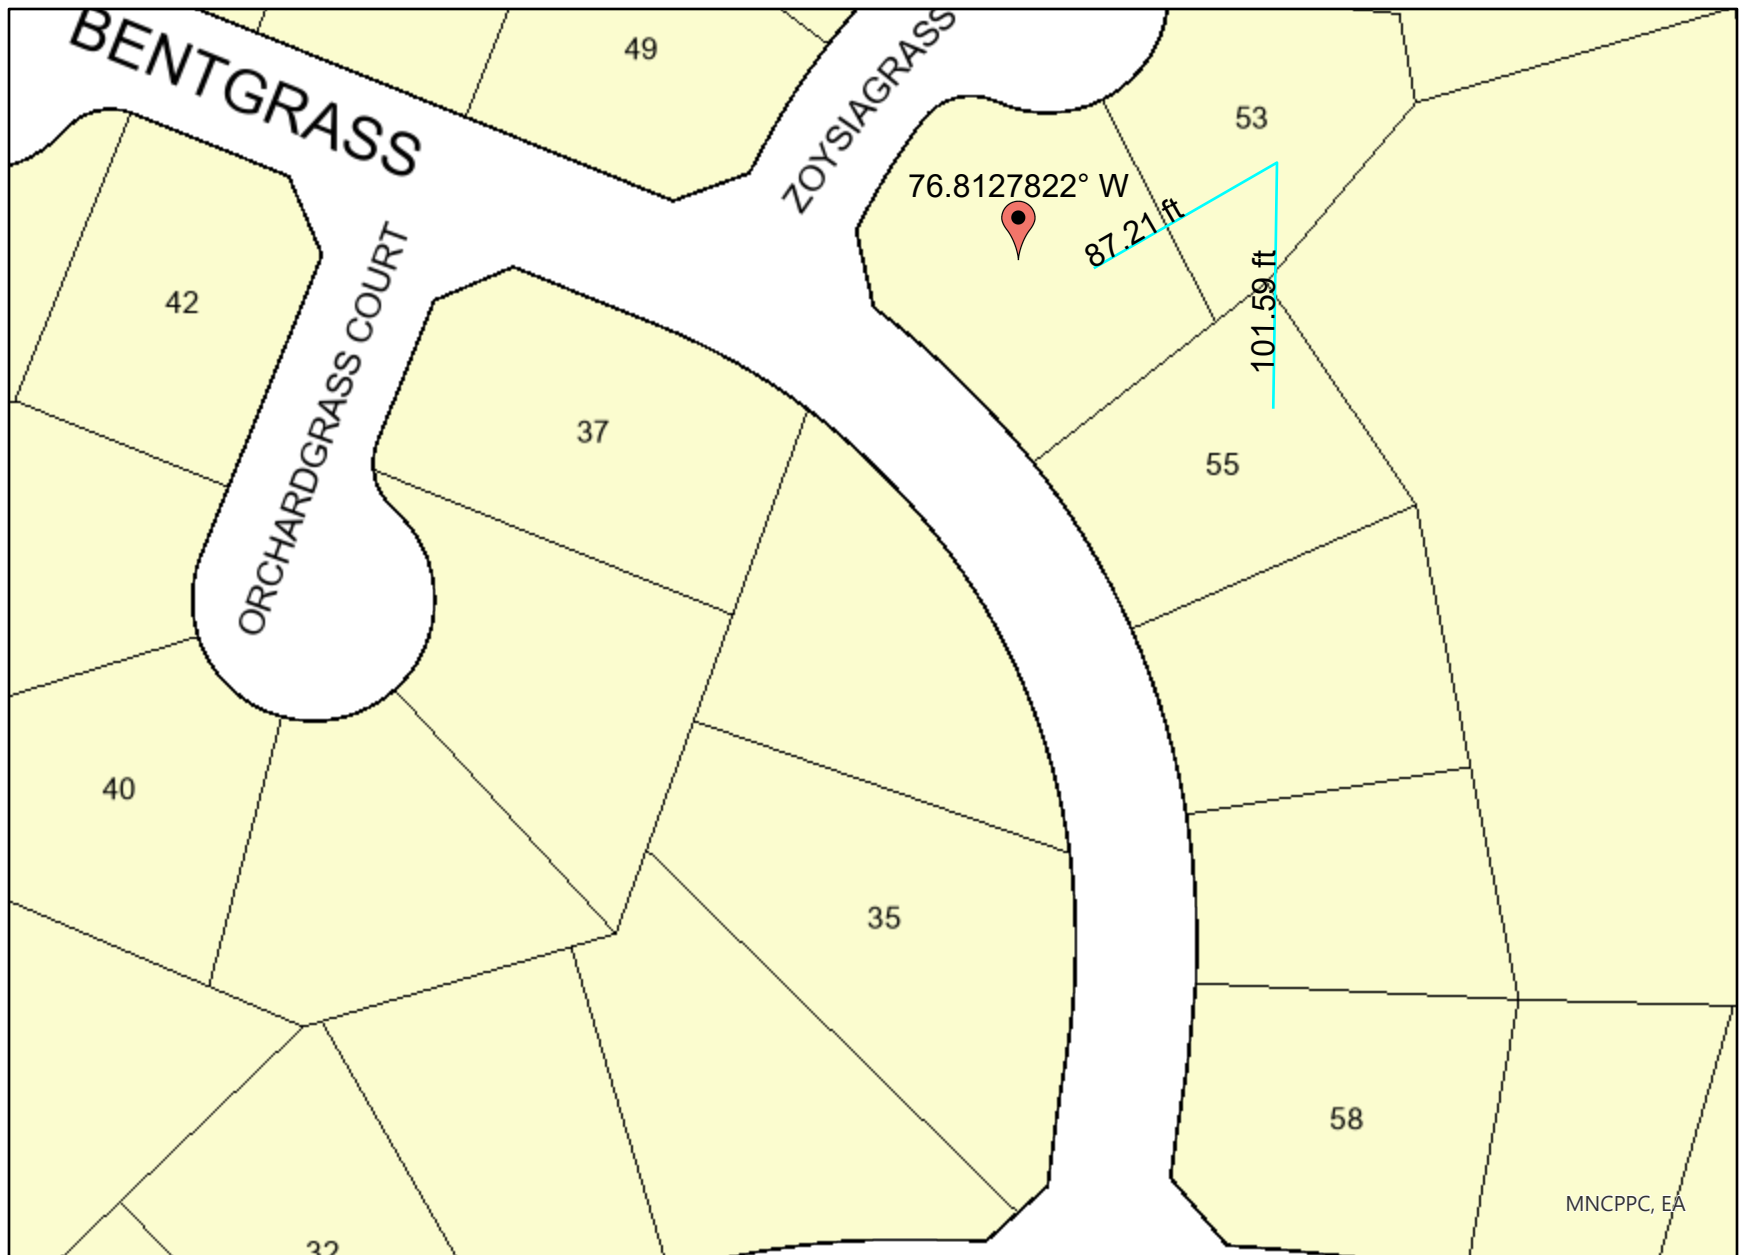 BENTGRASS
49
ZOYSIAGRASS
53
76.8127822° W
87.21 ft
101.59 ft
42
ORCHARDGRASS COURT
37
55
40
35
58
MNCPPC, EA
32